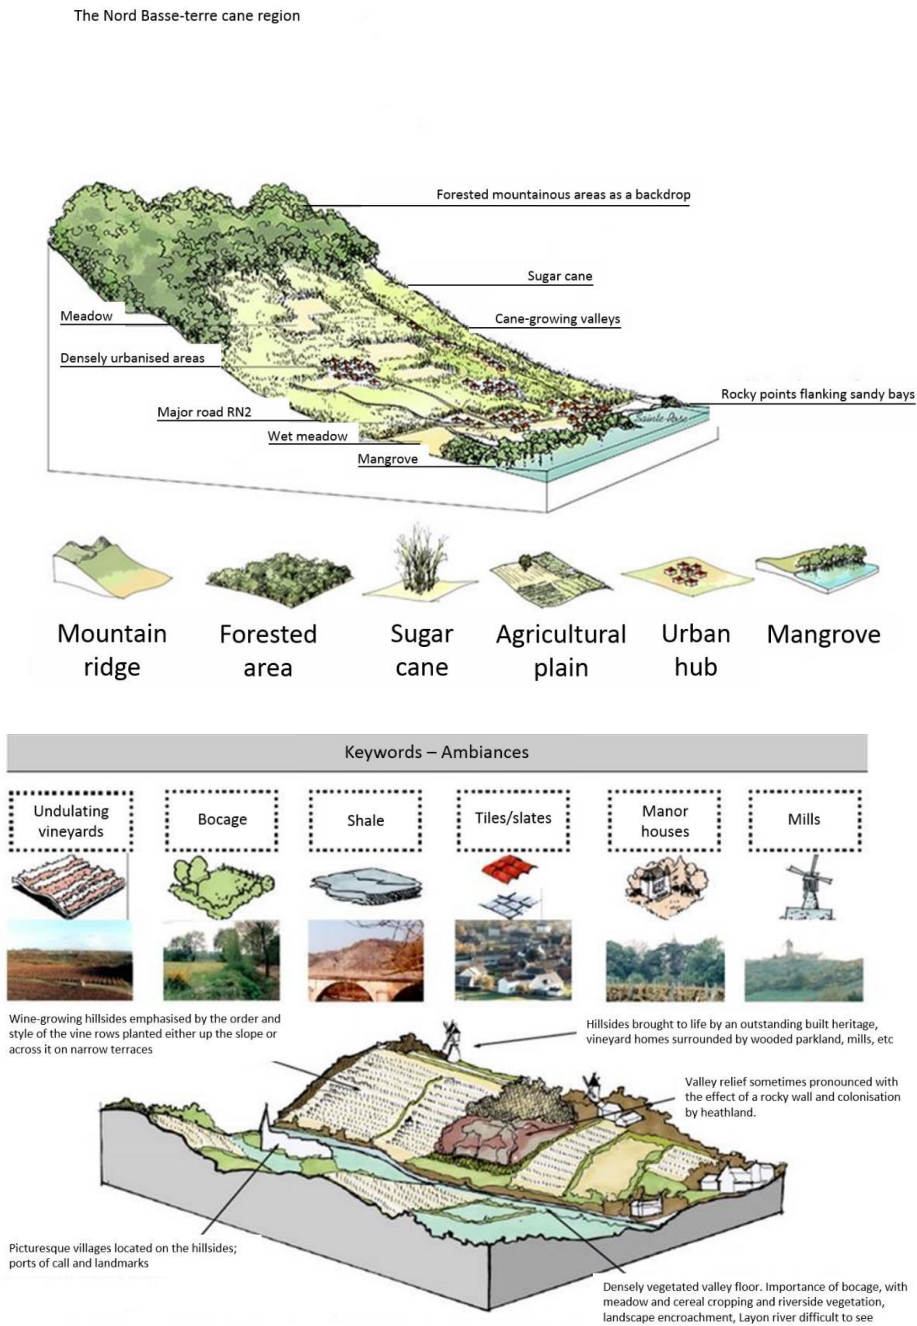 The Nord Basse-terre cane region
Forested mountainous areas as a backdrop
Sugar cane
Meadow
Cane-growing valleys
Densely urbanised areas
Rocky points flanking sandy bays
Major road RN2
Sainte-Rose
Wet meadow
Mangrove
Mountain
ridge
Forested
area
Sugar
cane
Agricultural
plain
Urban
hub
Mangrove
Keywords – Ambiances
Undulating
vineyards
Bocage
Shale
Tiles/slates
Manor
houses
Mills
Wine-growing hillsides emphasised by the order and
style of the vine rows planted either up the slope or
across it on narrow terraces
Hillsides brought to life by an outstanding built heritage,
vineyard homes surrounded by wooded parkland, mills, etc
Valley relief sometimes pronounced with
the effect of a rocky wall and colonisation
by heathland.
Picturesque villages located on the hillsides;
ports of call and landmarks
Densely vegetated valley floor. Importance of bocage, with
meadow and cereal cropping and riverside vegetation,
landscape encroachment, Layon river difficult to see